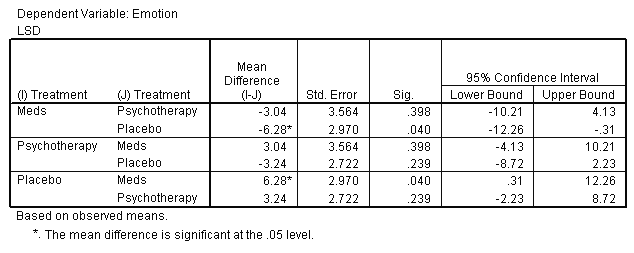 Dependent Variable: Emotion
LSD
(I) Treatment (J) Treatment Mean Difference (I-J) Std. Error Sig. 95% Confidence Interval Lower Bound Upper Bound
Meds Psychotherapy -3.04 3.564 .398 -10.21 4.13
Placebo -6.28* 2.970 .040 -12.26 -.31
Psychotherapy Meds 3.04 3.564 .398 -4.13 10.21
Placebo -3.24 2.722 .239 -8.72 2.23
Placebo Meds 6.28* 2.970 .040 .31 12.26
Psychotherapy 3.24 2.722 .239 -2.23 8.72
Based on observed means.
*. The mean difference is significant at the .05 level.